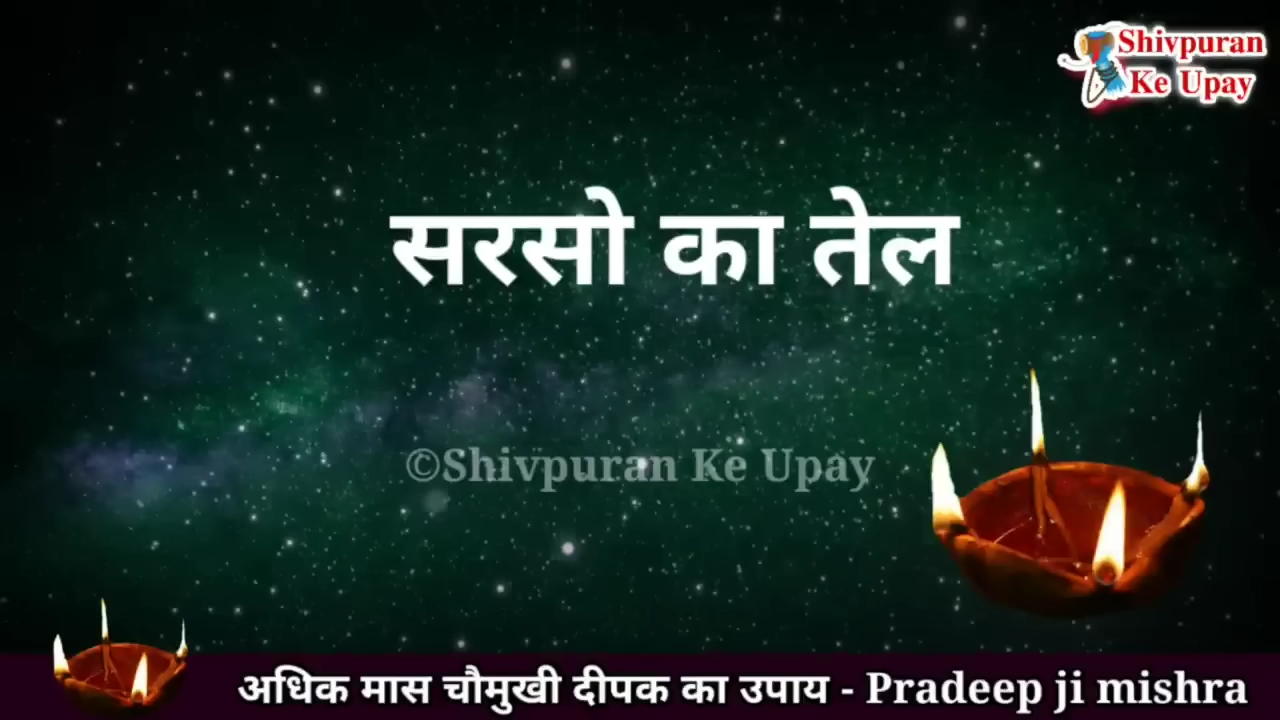 Shivpuran
Ke Upay
सरसो का तेल
©Shivpuran Ke Upay
अधिक मास चौमुखी दीपक का उपाय - Pradeep ji mishra